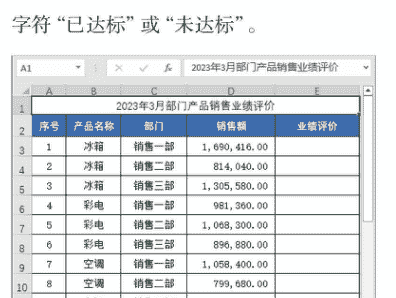 字符“已达标”或“未达标”。
A1 fx 2023年3月部门产品销售业绩评价
A B C D E
1 2023年3月部门产品销售业绩评价
2 序号 产品名称 部门 销售额 业绩评价
3 1 冰箱 销售一部 1,690,416.00
4 2 冰箱 销售二部 814,040.00
5 3 冰箱 销售三部 1,305,580.00
6 4 彩电 销售一部 981,360.00
7 5 彩电 销售二部 1,068,300.00
8 6 彩电 销售三部 896,880.00
9 7 空调 销售一部 1,058,400.00
10 8 空调 销售二部 799,680.00